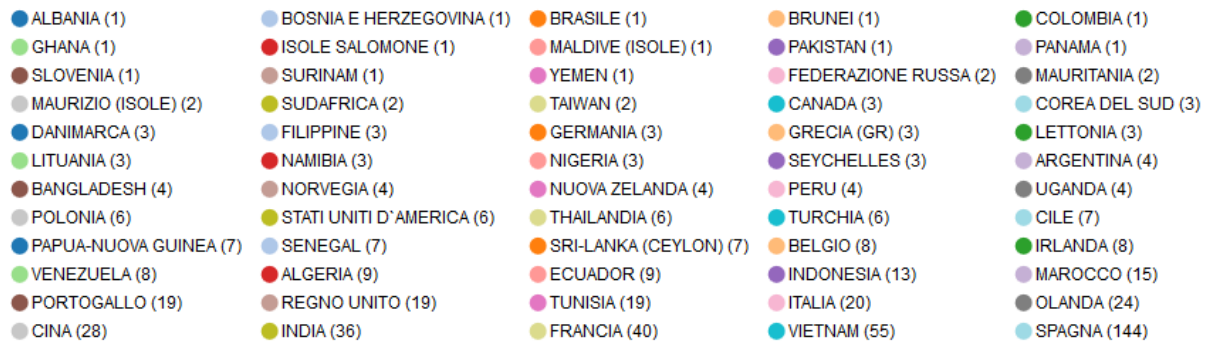 ALBANIA (1) BOSNIA E HERZEGOVINA (1) BRASILE (1) BRUNEI (1) COLOMBIA (1)
GHANA (1) ISOLE SALOMONE (1) MALDIVE (ISOLE) (1) PAKISTAN (1) PANAMA (1)
SLOVENIA (1) SURINAM (1) YEMEN (1) FEDERAZIONE RUSSA (2) MAURITANIA (2)
MAURIZIO (ISOLE) (2) SUDAFRICA (2) TAIWAN (2) CANADA (3) COREA DEL SUD (3)
DANIMARCA (3) FILIPPINE (3) GERMANIA (3) GRECIA (GR) (3) LETTONIA (3)
LITUANIA (3) NAMIBIA (3) NIGERIA (3) SEYCHELLES (3) ARGENTINA (4)
BANGLADESH (4) NORVEGIA (4) NUOVA ZELANDA (4) PERU (4) UGANDA (4)
POLONIA (6) STATI UNITI D`AMERICA (6) THAILANDIA (6) TURCHIA (6) CILE (7)
PAPUA-NUOVA GUINEA (7) SENEGAL (7) SRI-LANKA (CEYLON) (7) BELGIO (8) IRLANDA (8)
VENEZUELA (8) ALGERIA (9) ECUADOR (9) INDONESIA (13) MAROCCO (15)
PORTOGALLO (19) REGNO UNITO (19) TUNISIA (19) ITALIA (20) OLANDA (24)
CINA (28) INDIA (36) FRANCIA (40) VIETNAM (55) SPAGNA (144)